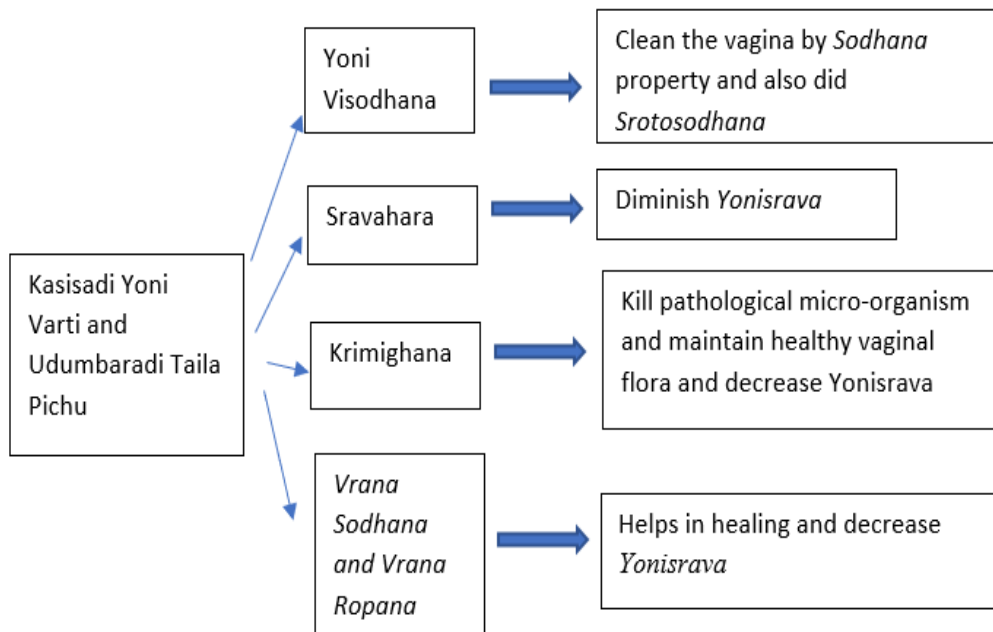 Kasisadi Yoni
Varti and
Udumbaradi Taila
Pichu
Yoni
Visodhana
Clean the vagina by Sodhana
property and also did
Srotosodhana
Sravahara
Diminish Yonisrava
Krimighana
Kill pathological micro-organism
and maintain healthy vaginal
flora and decrease Yonisrava
Vrana
Sodhana
and Vrana
Ropana
Helps in healing and decrease
Yonisrava